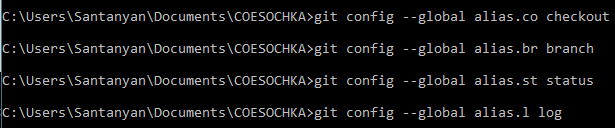 C:\Users\Santanyan\Documents\COESOCHKA>git config --global alias.co checkout
C:\Users\Santanyan\Documents\COESOCHKA>git config --global alias.br branch
C:\Users\Santanyan\Documents\COESOCHKA>git config --global alias.st status
C:\Users\Santanyan\Documents\COESOCHKA>git config --global alias.l log